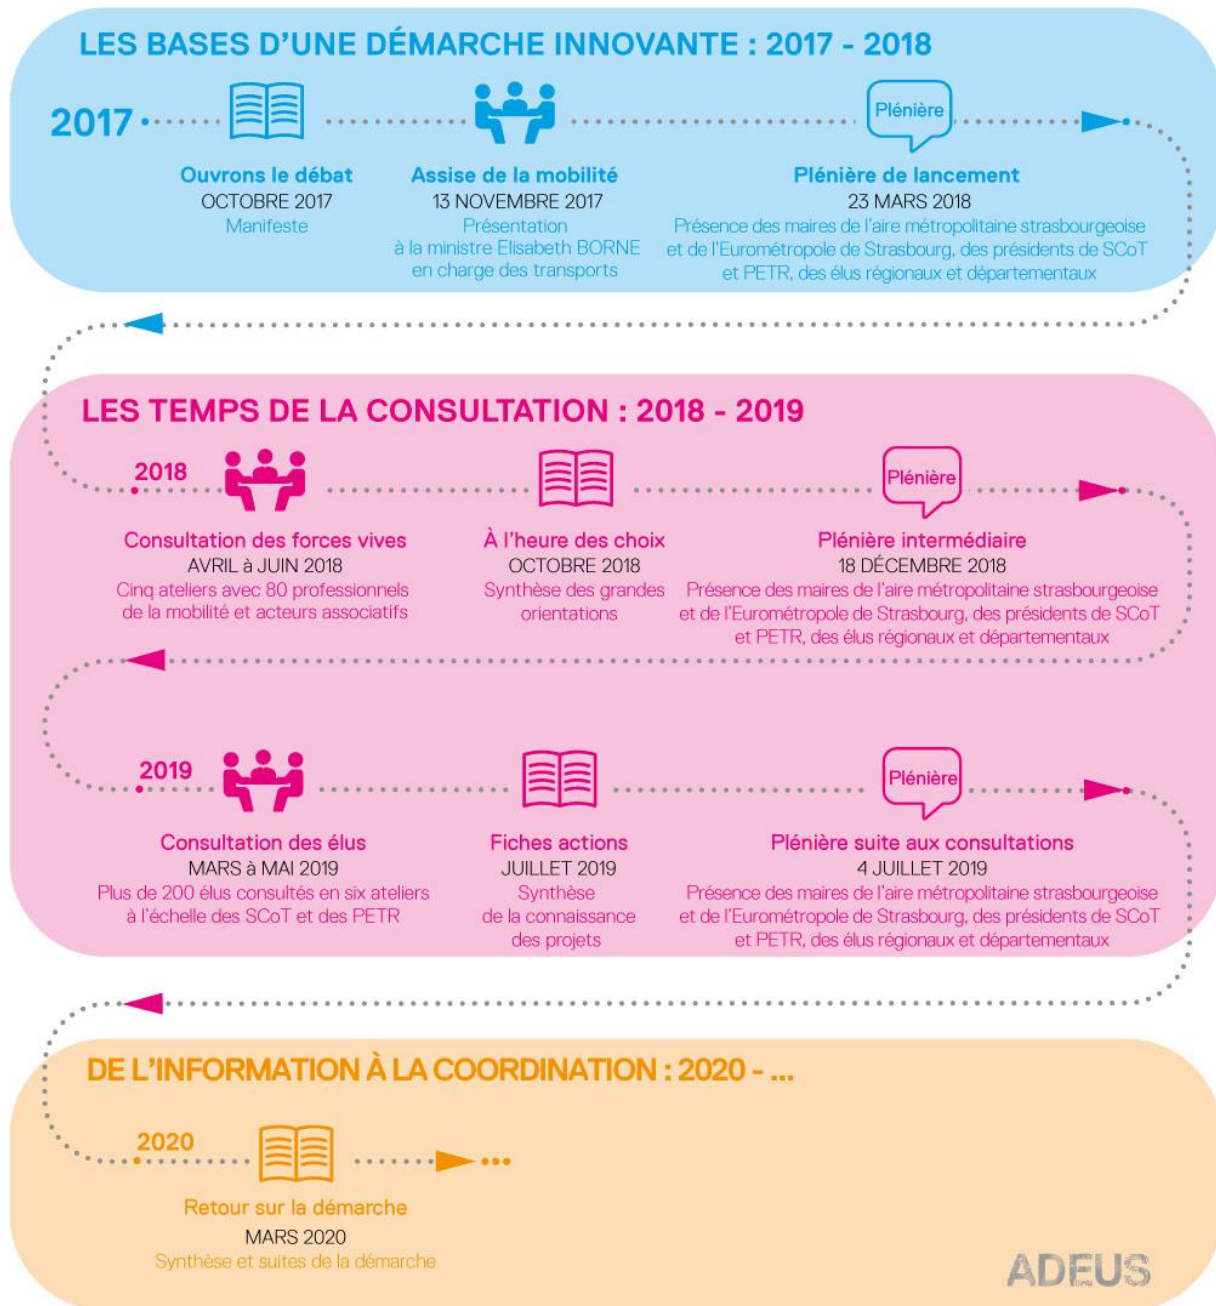 LES BASES D'UNE DÉMARCHE INNOVANTE : 2017 - 2018
2017
Ouvrons le débat
OCTOBRE 2017
Manifeste
Assise de la mobilité
13 NOVEMBRE 2017
Présentation
à la ministre Elisabeth BORNE
en charge des transports
Plénière
Plénière de lancement
23 MARS 2018
Présence des maires de l'aire métropolitaine strasbourgeoise
et de l'Eurométropole de Strasbourg, des présidents de SCoT
et PETR, des élus régionaux et départementaux
LES TEMPS DE LA CONSULTATION : 2018 - 2019
2018
Consultation des forces vives
AVRIL à JUIN 2018
Cinq ateliers avec 80 professionnels
de la mobilité et acteurs associatifs
À l'heure des choix
OCTOBRE 2018
Synthèse des grandes
orientations
Plénière
Plénière intermédiaire
18 DÉCEMBRE 2018
Présence des maires de l'aire métropolitaine strasbourgeoise
et de l'Eurométropole de Strasbourg, des présidents de SCoT
et PETR, des élus régionaux et départementaux
2019
Consultation des élus
MARS à MAI 2019
Plus de 200 élus consultés en six ateliers
à l'échelle des SCoT et des PETR
Fiches actions
JUILLET 2019
Synthèse
de la connaissance
des projets
Plénière
Plénière suite aux consultations
4 JUILLET 2019
Présence des maires de l'aire métropolitaine strasbourgeoise
et de l'Eurométropole de Strasbourg, des présidents de SCoT
et PETR, des élus régionaux et départementaux
DE L'INFORMATION À LA COORDINATION : 2020 - ...
2020
Retour sur la démarche
MARS 2020
Synthèse et suites de la démarche
ADEUS